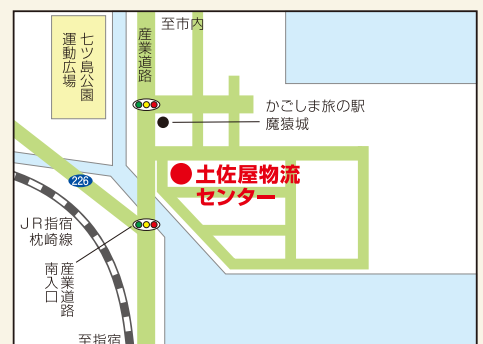 至市内
産業道路
七ツ島公園
運動広場
かごしま旅の駅
魔猿城
土佐屋物流
センター
226
JR指宿
枕崎線
産業道路
南入口
至指宿